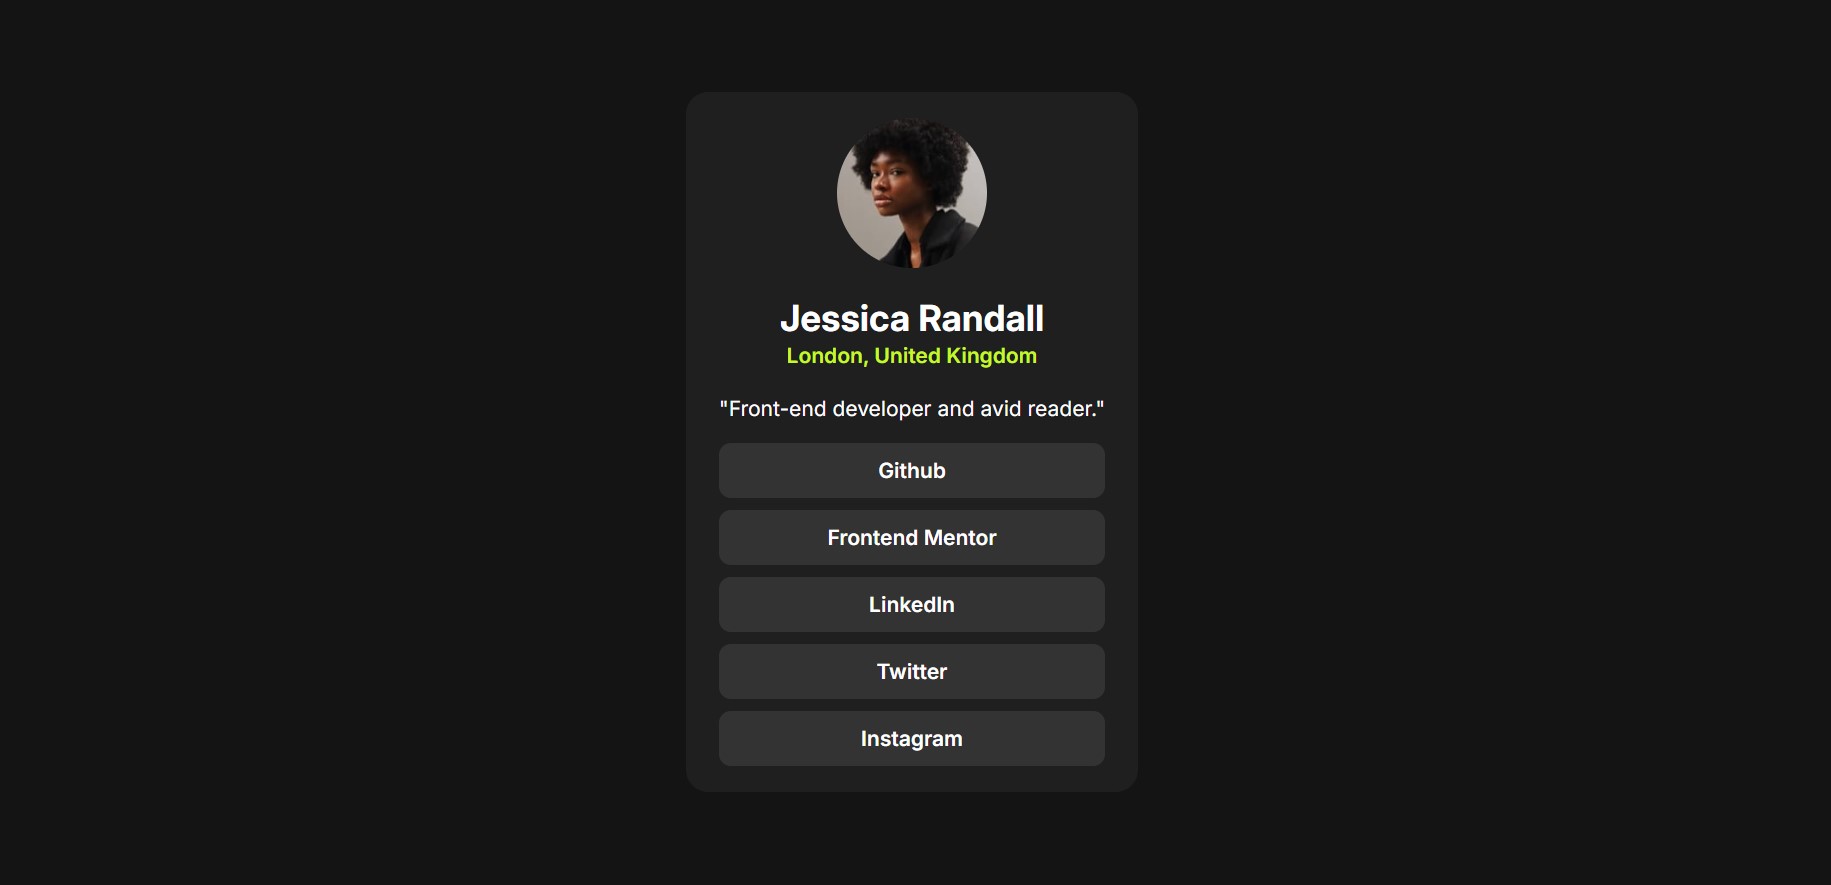 Jessica Randall
London, United Kingdom
"Front-end developer and avid reader."
Github
Frontend Mentor
LinkedIn
Twitter
Instagram